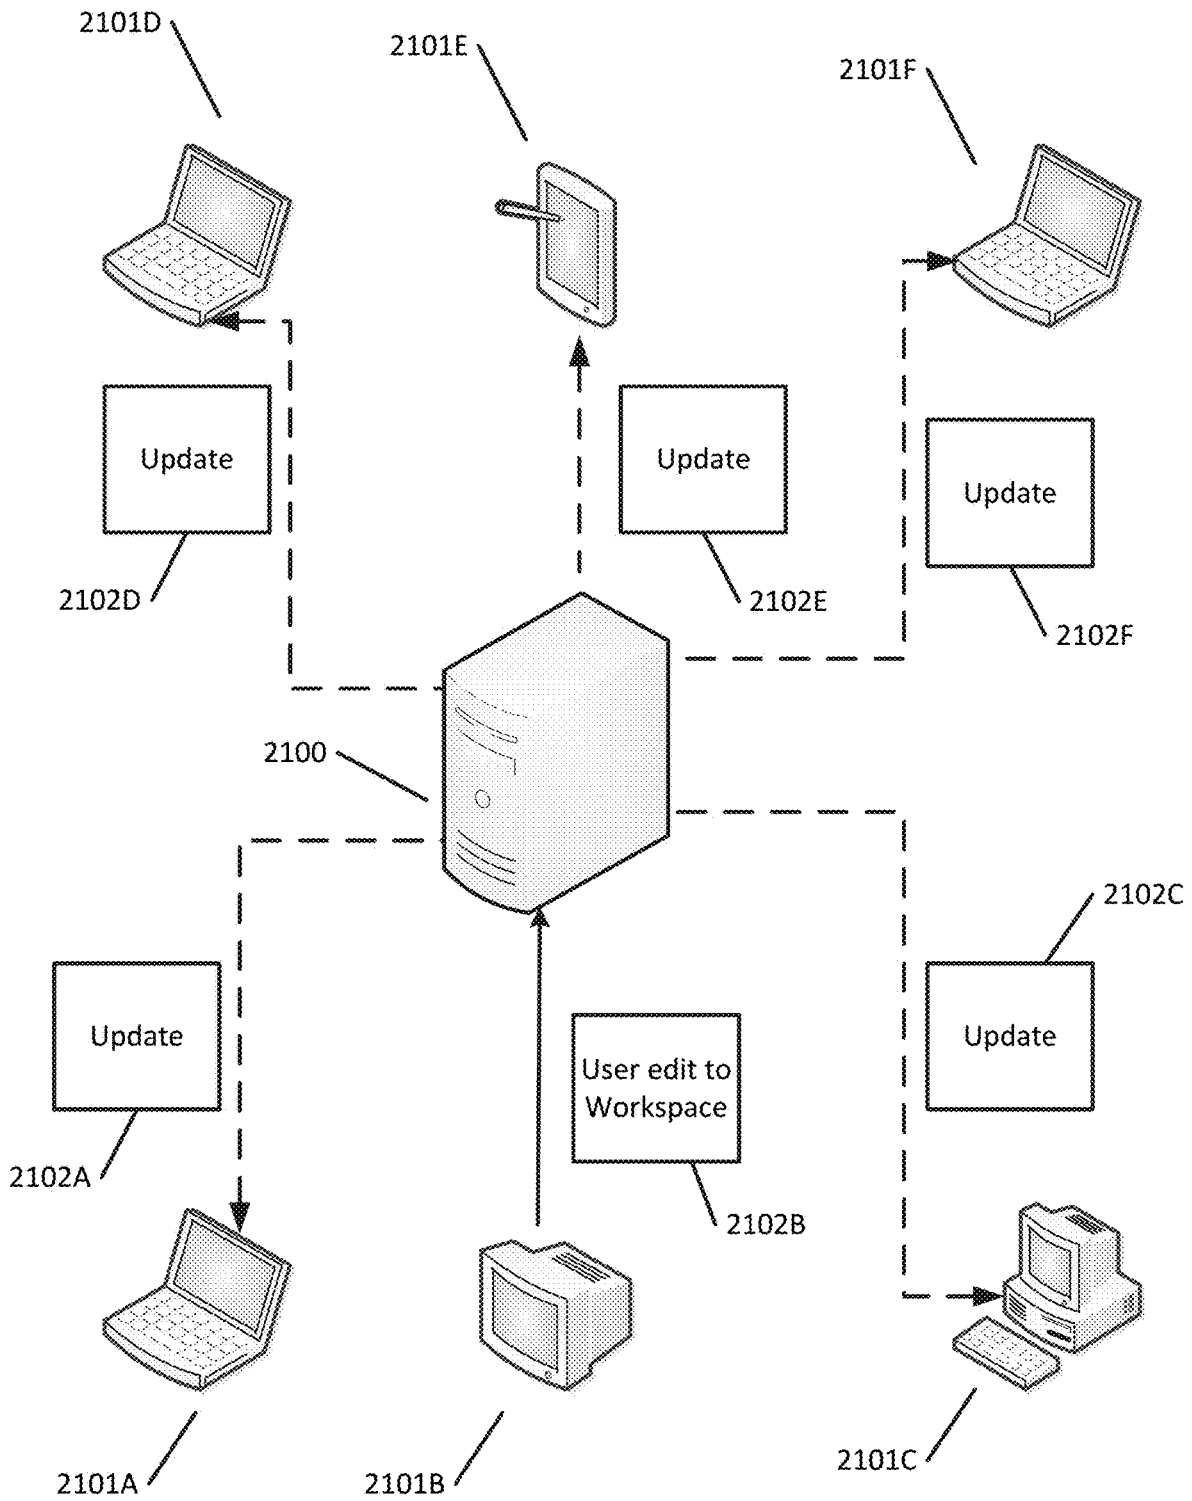 2101D
2101E
2101F
Update
Update
Update
2102D
2102E
2102F
2100
2102C
Update
Update
User edit to
Workspace
2102A
2102B
2101A
2101B
2101C